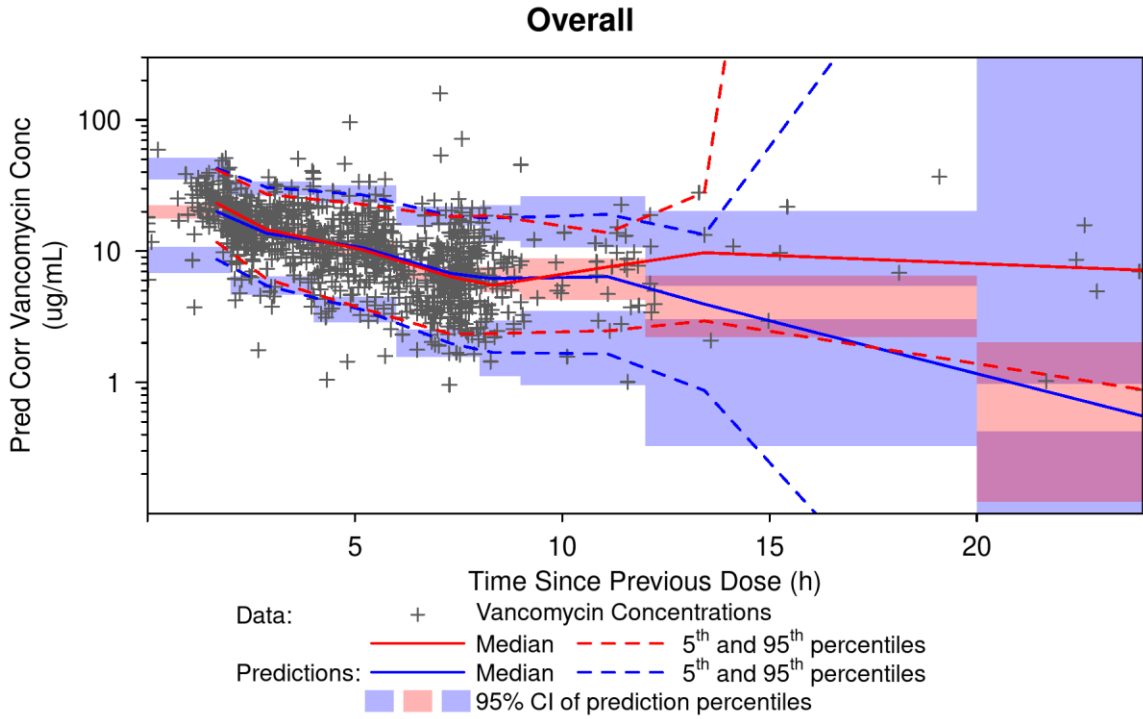 Overall
Pred Corr Vancomycin Conc
(ug/mL)
100
10
1
5 10 15 20
Time Since Previous Dose (h)
Data: + Vancomycin Concentrations
Median 5th and 95th percentiles
Predictions: Median 5th and 95th percentiles
95% CI of prediction percentiles